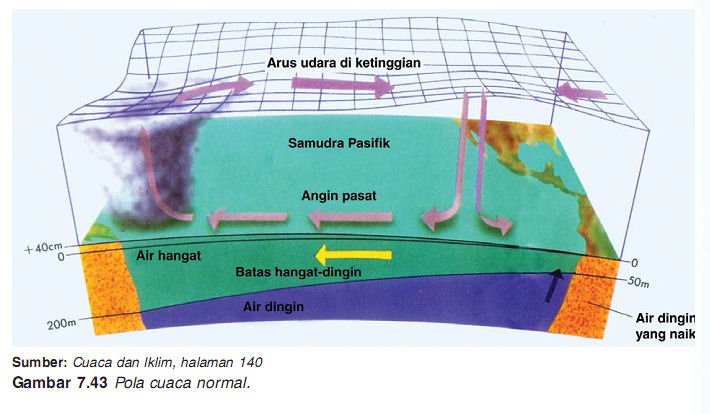 Arus udara di ketinggian
Samudra Pasifik
Angin pasat
+40cm
0
Air hangat
0
Batas hangat-dingin
50m
Air dingin
200m
Air dingin
yang naik
Sumber: Cuaca dan Iklim, halaman 140
Gambar 7.43 Pola cuaca normal.